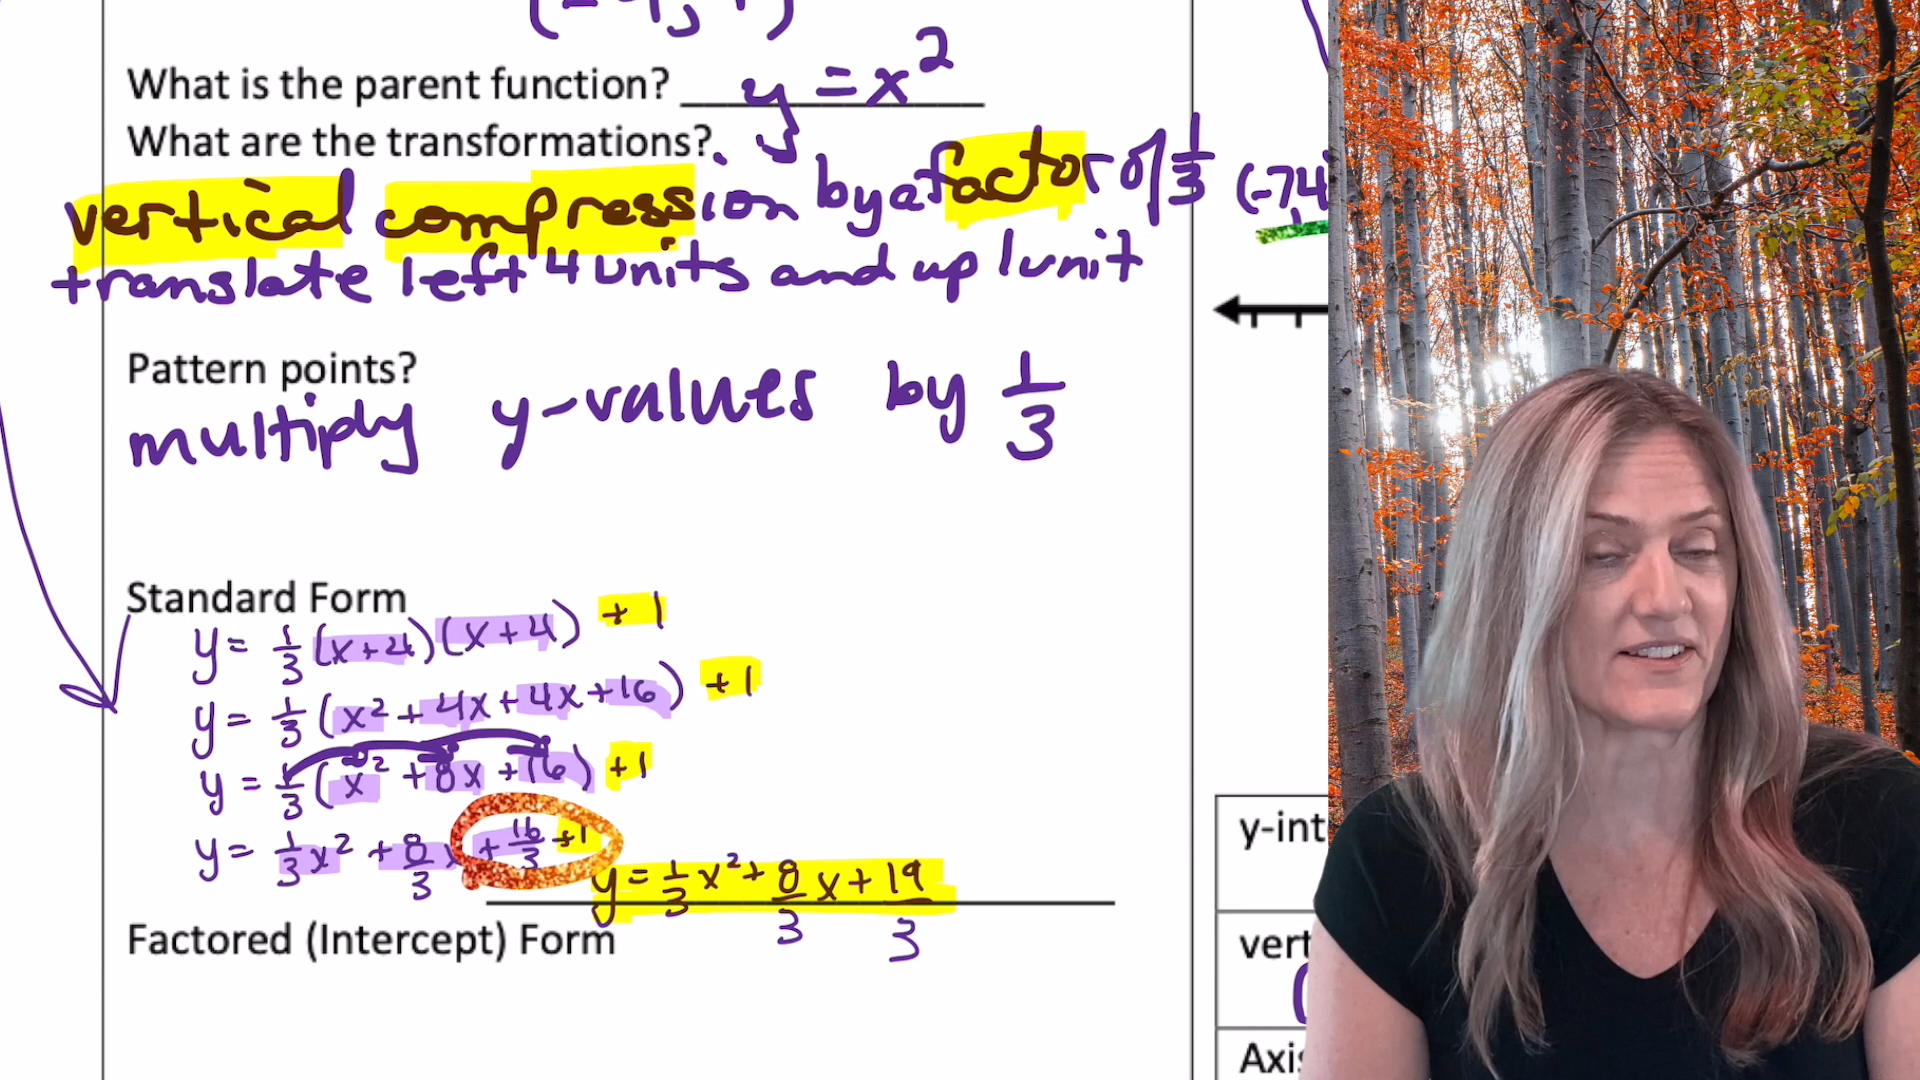 What is the parent function? y = x²
What are the transformations?
vertical compression by a factor of 1/3 (-7,4
translate left 4 units and up 1 unit
Pattern points?
multiply y-values by 1/3
Standard Form
y = 1/3 (x+4)(x+4) + 1
y = 1/3 (x² + 4x + 4x + 16) + 1
y = 1/3 (x² + 8x + 16) + 1
y = 1/3 x² + 8/3 x + 16/3 + 1
y = 1/3 x² + 8/3 x + 19/3
Factored (Intercept) Form
y-int
vert
Axis